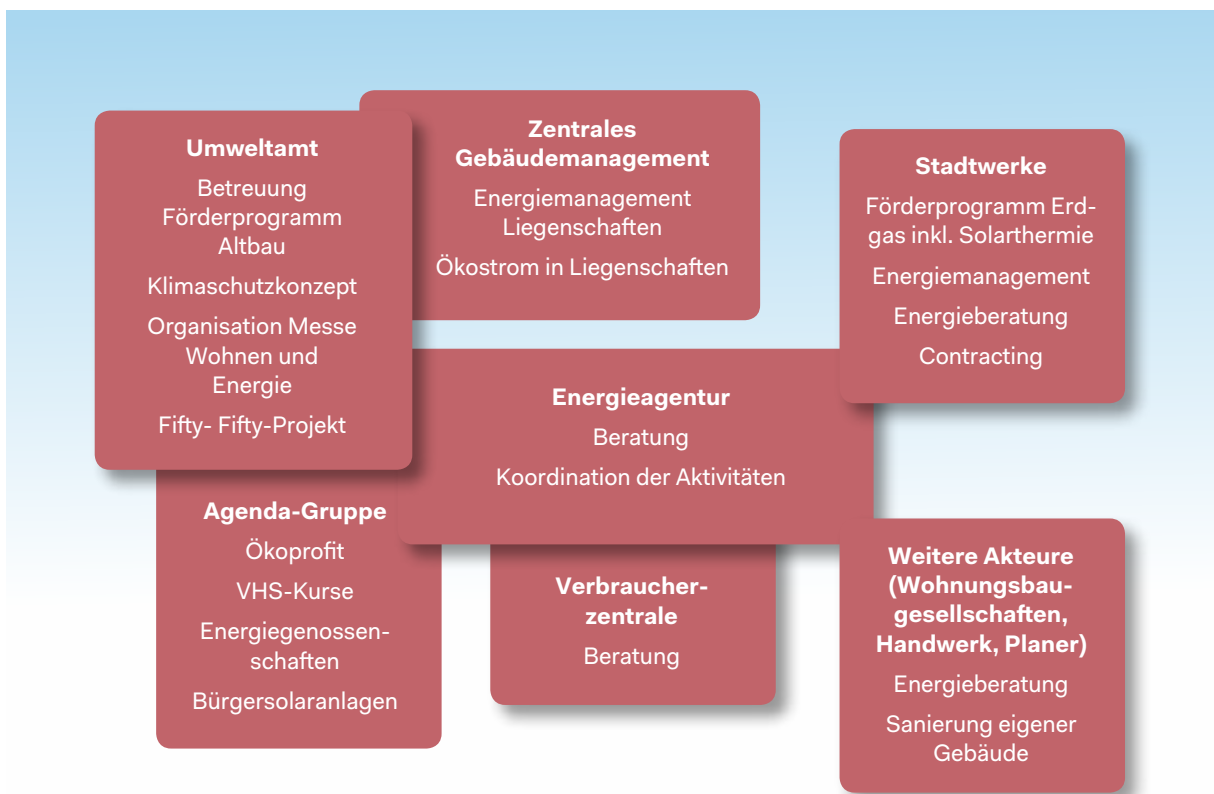 Umweltamt
Betreuung
Förderprogramm
Altbau
Klimaschutzkonzept
Organisation Messe
Wohnen und
Energie
Fifty- Fifty-Projekt
Zentrales
Gebäudemanagement
Energiemanagement
Liegenschaften
Ökostrom in Liegenschaften
Stadtwerke
Förderprogramm Erd-
gas inkl. Solarthermie
Energiemanagement
Energieberatung
Contracting
Energieagentur
Beratung
Koordination der Aktivitäten
Agenda-Gruppe
Ökoprofit
VHS-Kurse
Energiegenossen-
schaften
Bürgersolaranlagen
Verbraucher-
zentrale
Beratung
Weitere Akteure
(Wohnungsbau-
gesellschaften,
Handwerk, Planer)
Energieberatung
Sanierung eigener
Gebäude